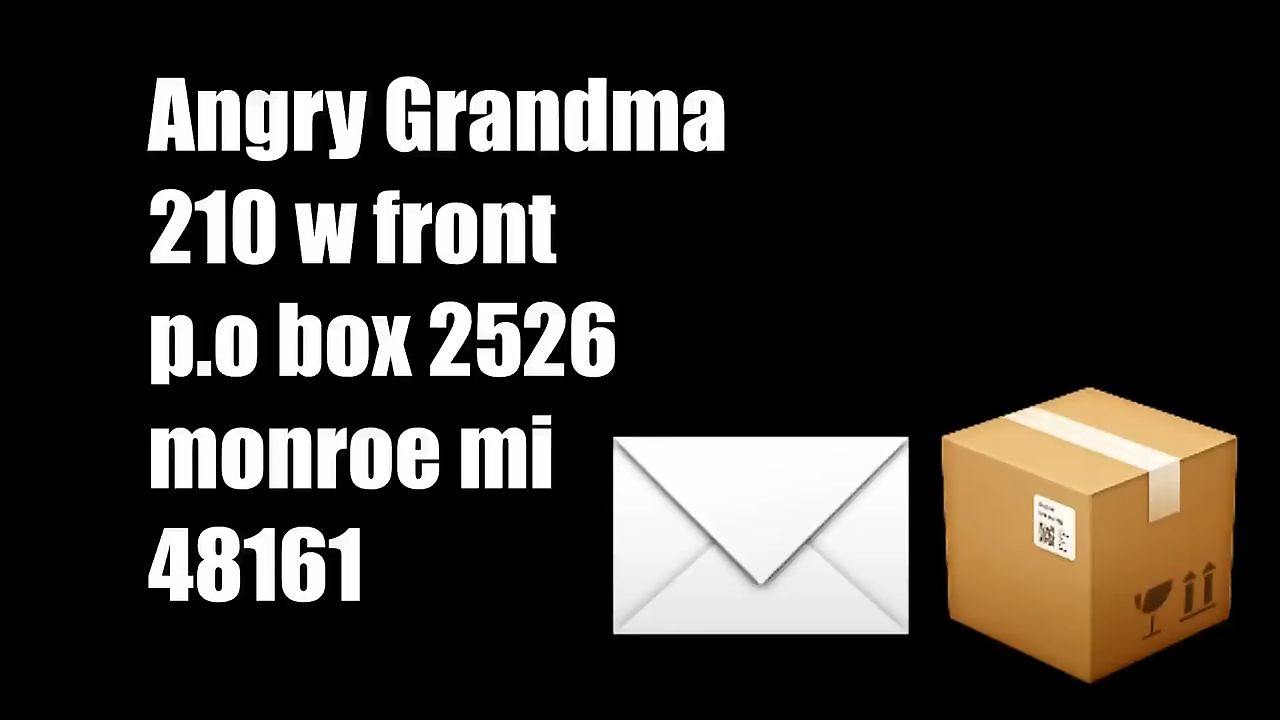 Angry Grandma
210 w front
p.o box 2526
monroe mi
48161